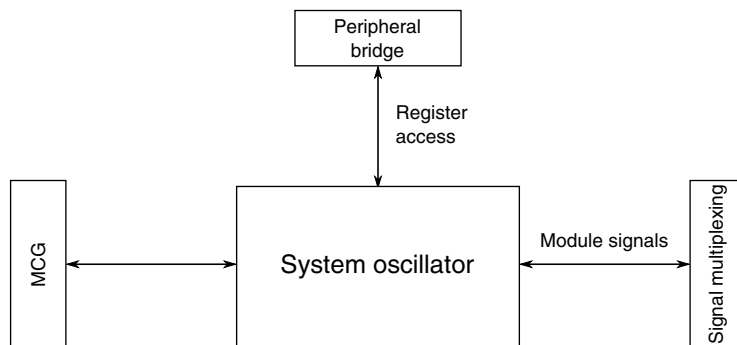 Peripheral
bridge
Register
access
MCG
System oscillator
Module signals
Signal multiplexing